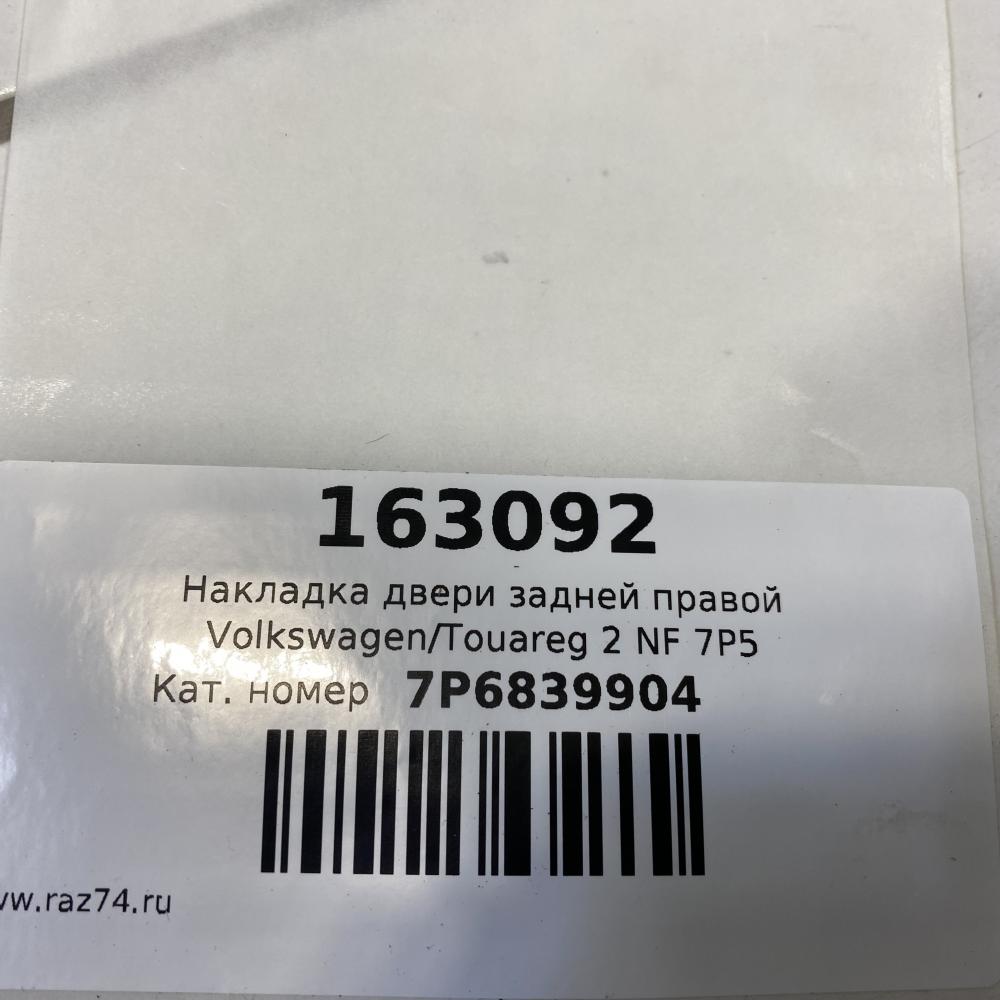 163092
Накладка двери задней правой
Volkswagen/Touareg 2 NF 7P5
Кат. номер 7P6839904
w.raz74.ru